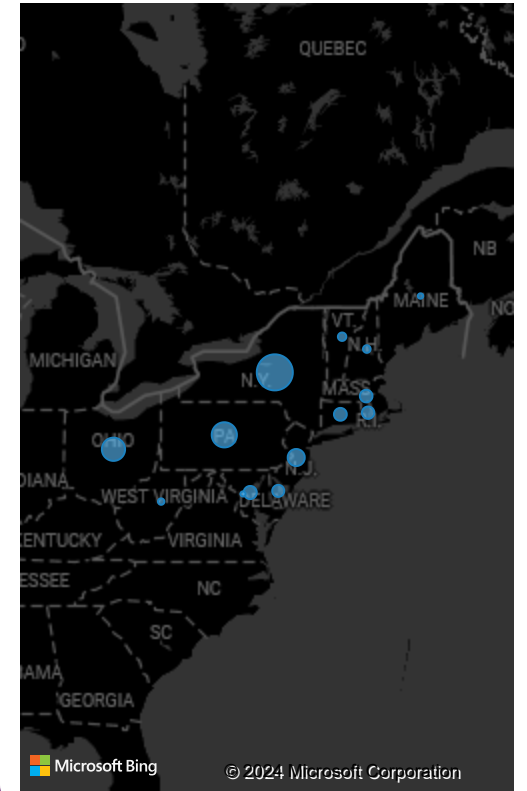 QUEBEC
NB
MAINE
NO
VT.
N.H.
MICHIGAN
N.Y.
MASS.
R.I.
OHIO
PA
N.J.
DIANA
WEST VIRGINIA
DELAWARE
KENTUCKY
VIRGINIA
ESSEE
NC
SC
AMA
GEORGIA
Microsoft Bing
© 2024 Microsoft Corporation